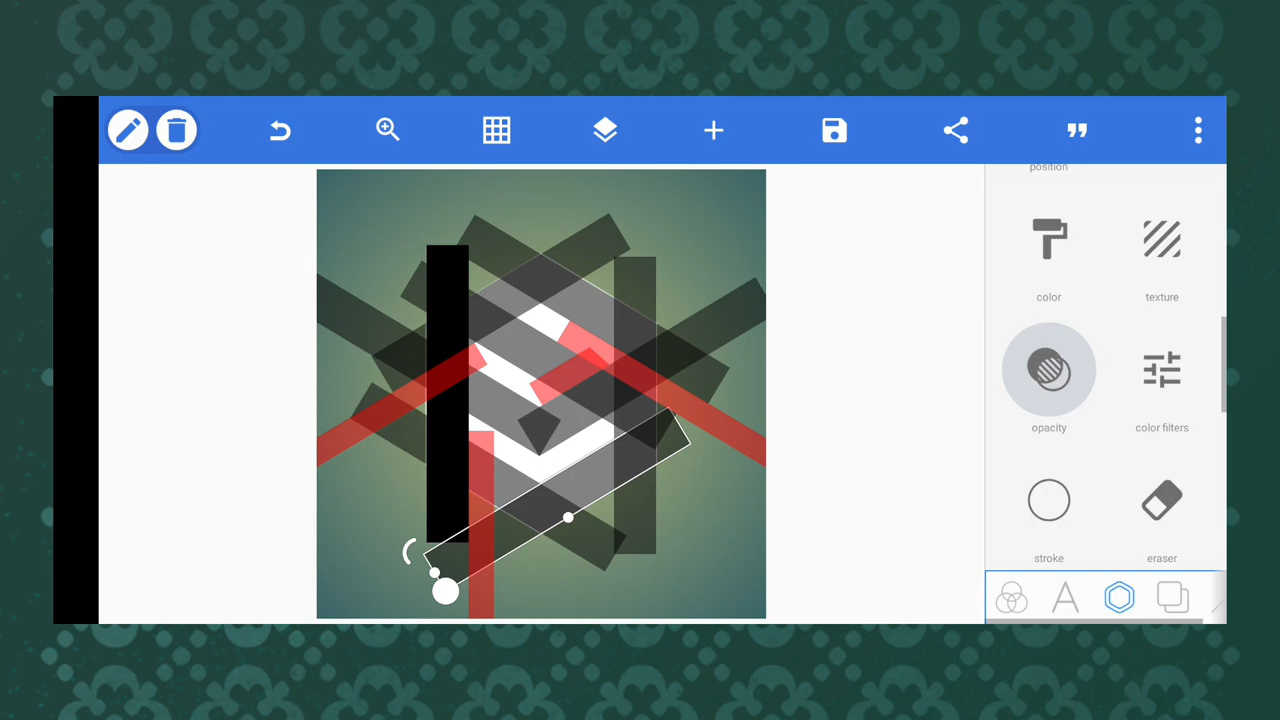 position
color
texture
opacity
color filters
stroke
eraser